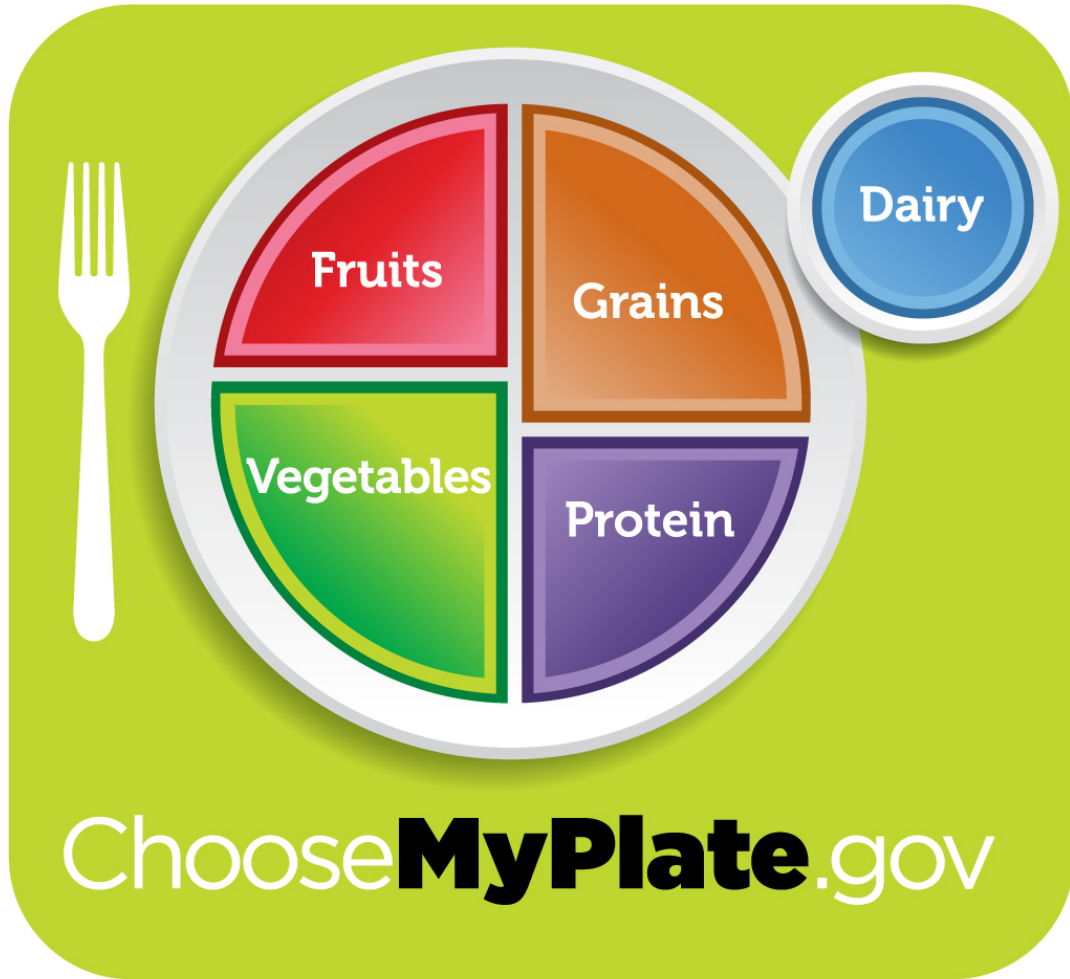 Dairy
Fruits
Grains
Vegetables
Protein
ChooseMyPlate.gov